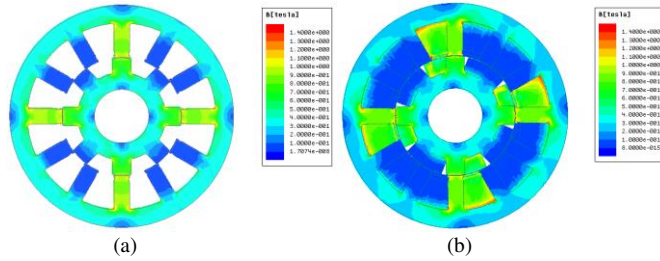 B[tesla]
1.4000e+000
1.3000e+000
1.2000e+000
1.1000e+000
1.0000e+000
9.0000e-001
8.0000e-001
7.0000e-001
6.0000e-001
5.0000e-001
4.0000e-001
3.0000e-001
2.0000e-001
1.0000e-001
(a)
B[tesla]
1.4000e+000
1.3000e+000
1.2000e+000
1.1000e+000
1.0000e+000
9.0000e-001
8.0000e-001
7.0000e-001
6.0000e-001
5.0000e-001
4.0000e-001
3.0000e-001
2.0000e-001
1.0000e-001
(b)